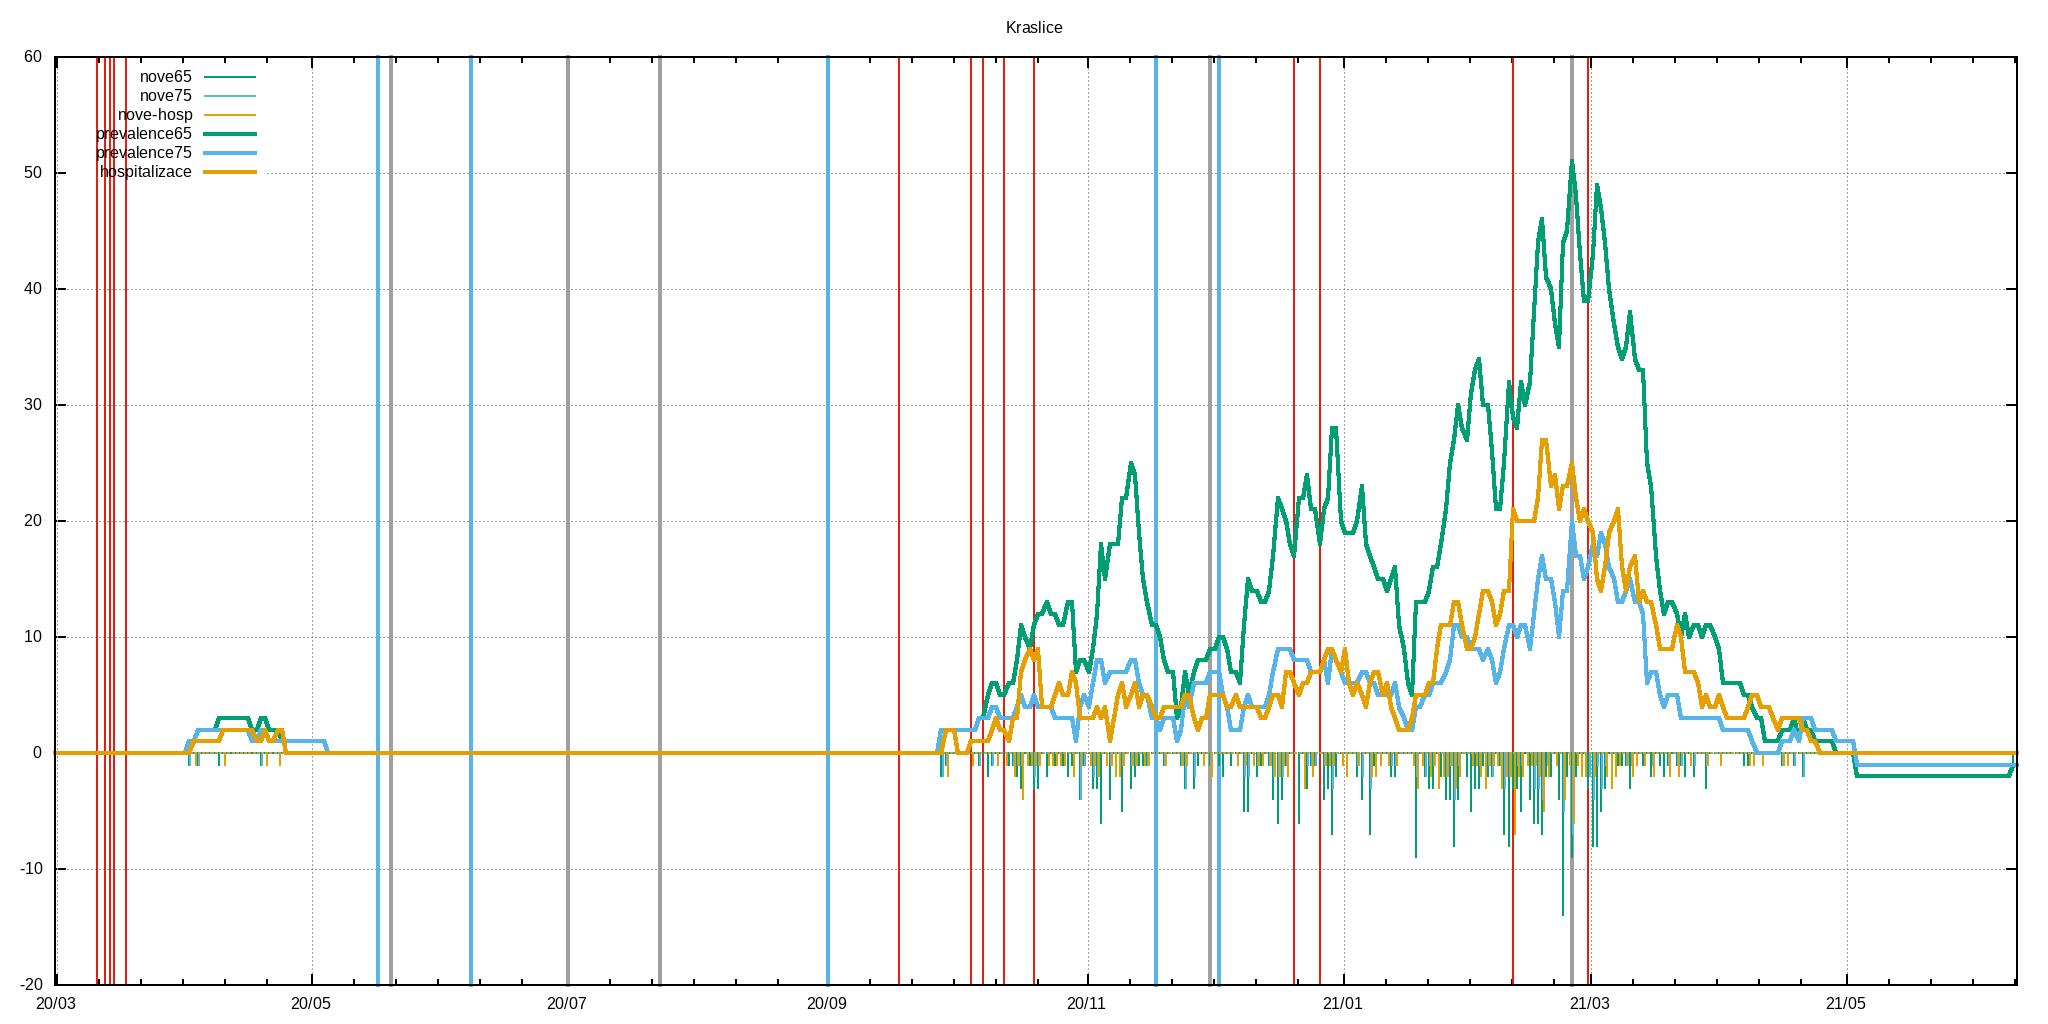 Kraslice
60
50
40
30
20
10
0
-10
-20
nove65
nove75
nove-hosp
prevalence65
prevalence75
hospitalizace
20/03 20/05 20/07 20/09 20/11 21/01 21/03 21/05